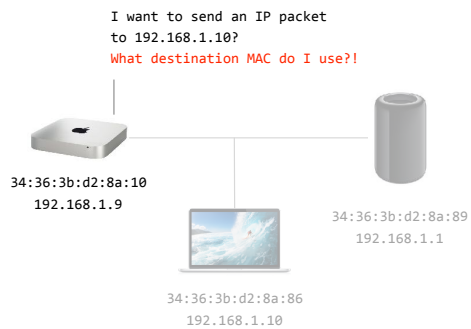 I want to send an IP packet
to 192.168.1.10?
What destination MAC do I use?!
34:36:3b:d2:8a:10
192.168.1.9
34:36:3b:d2:8a:89
192.168.1.1
34:36:3b:d2:8a:86
192.168.1.10